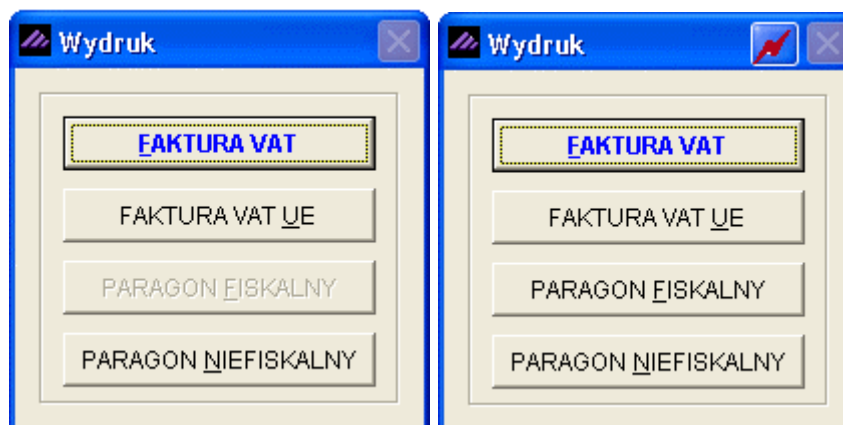 Wydruk
FAKTURA VAT
FAKTURA VAT UE
PARAGON FISKALNY
PARAGON NIEFISKALNY
Wydruk
FAKTURA VAT
FAKTURA VAT UE
PARAGON FISKALNY
PARAGON NIEFISKALNY